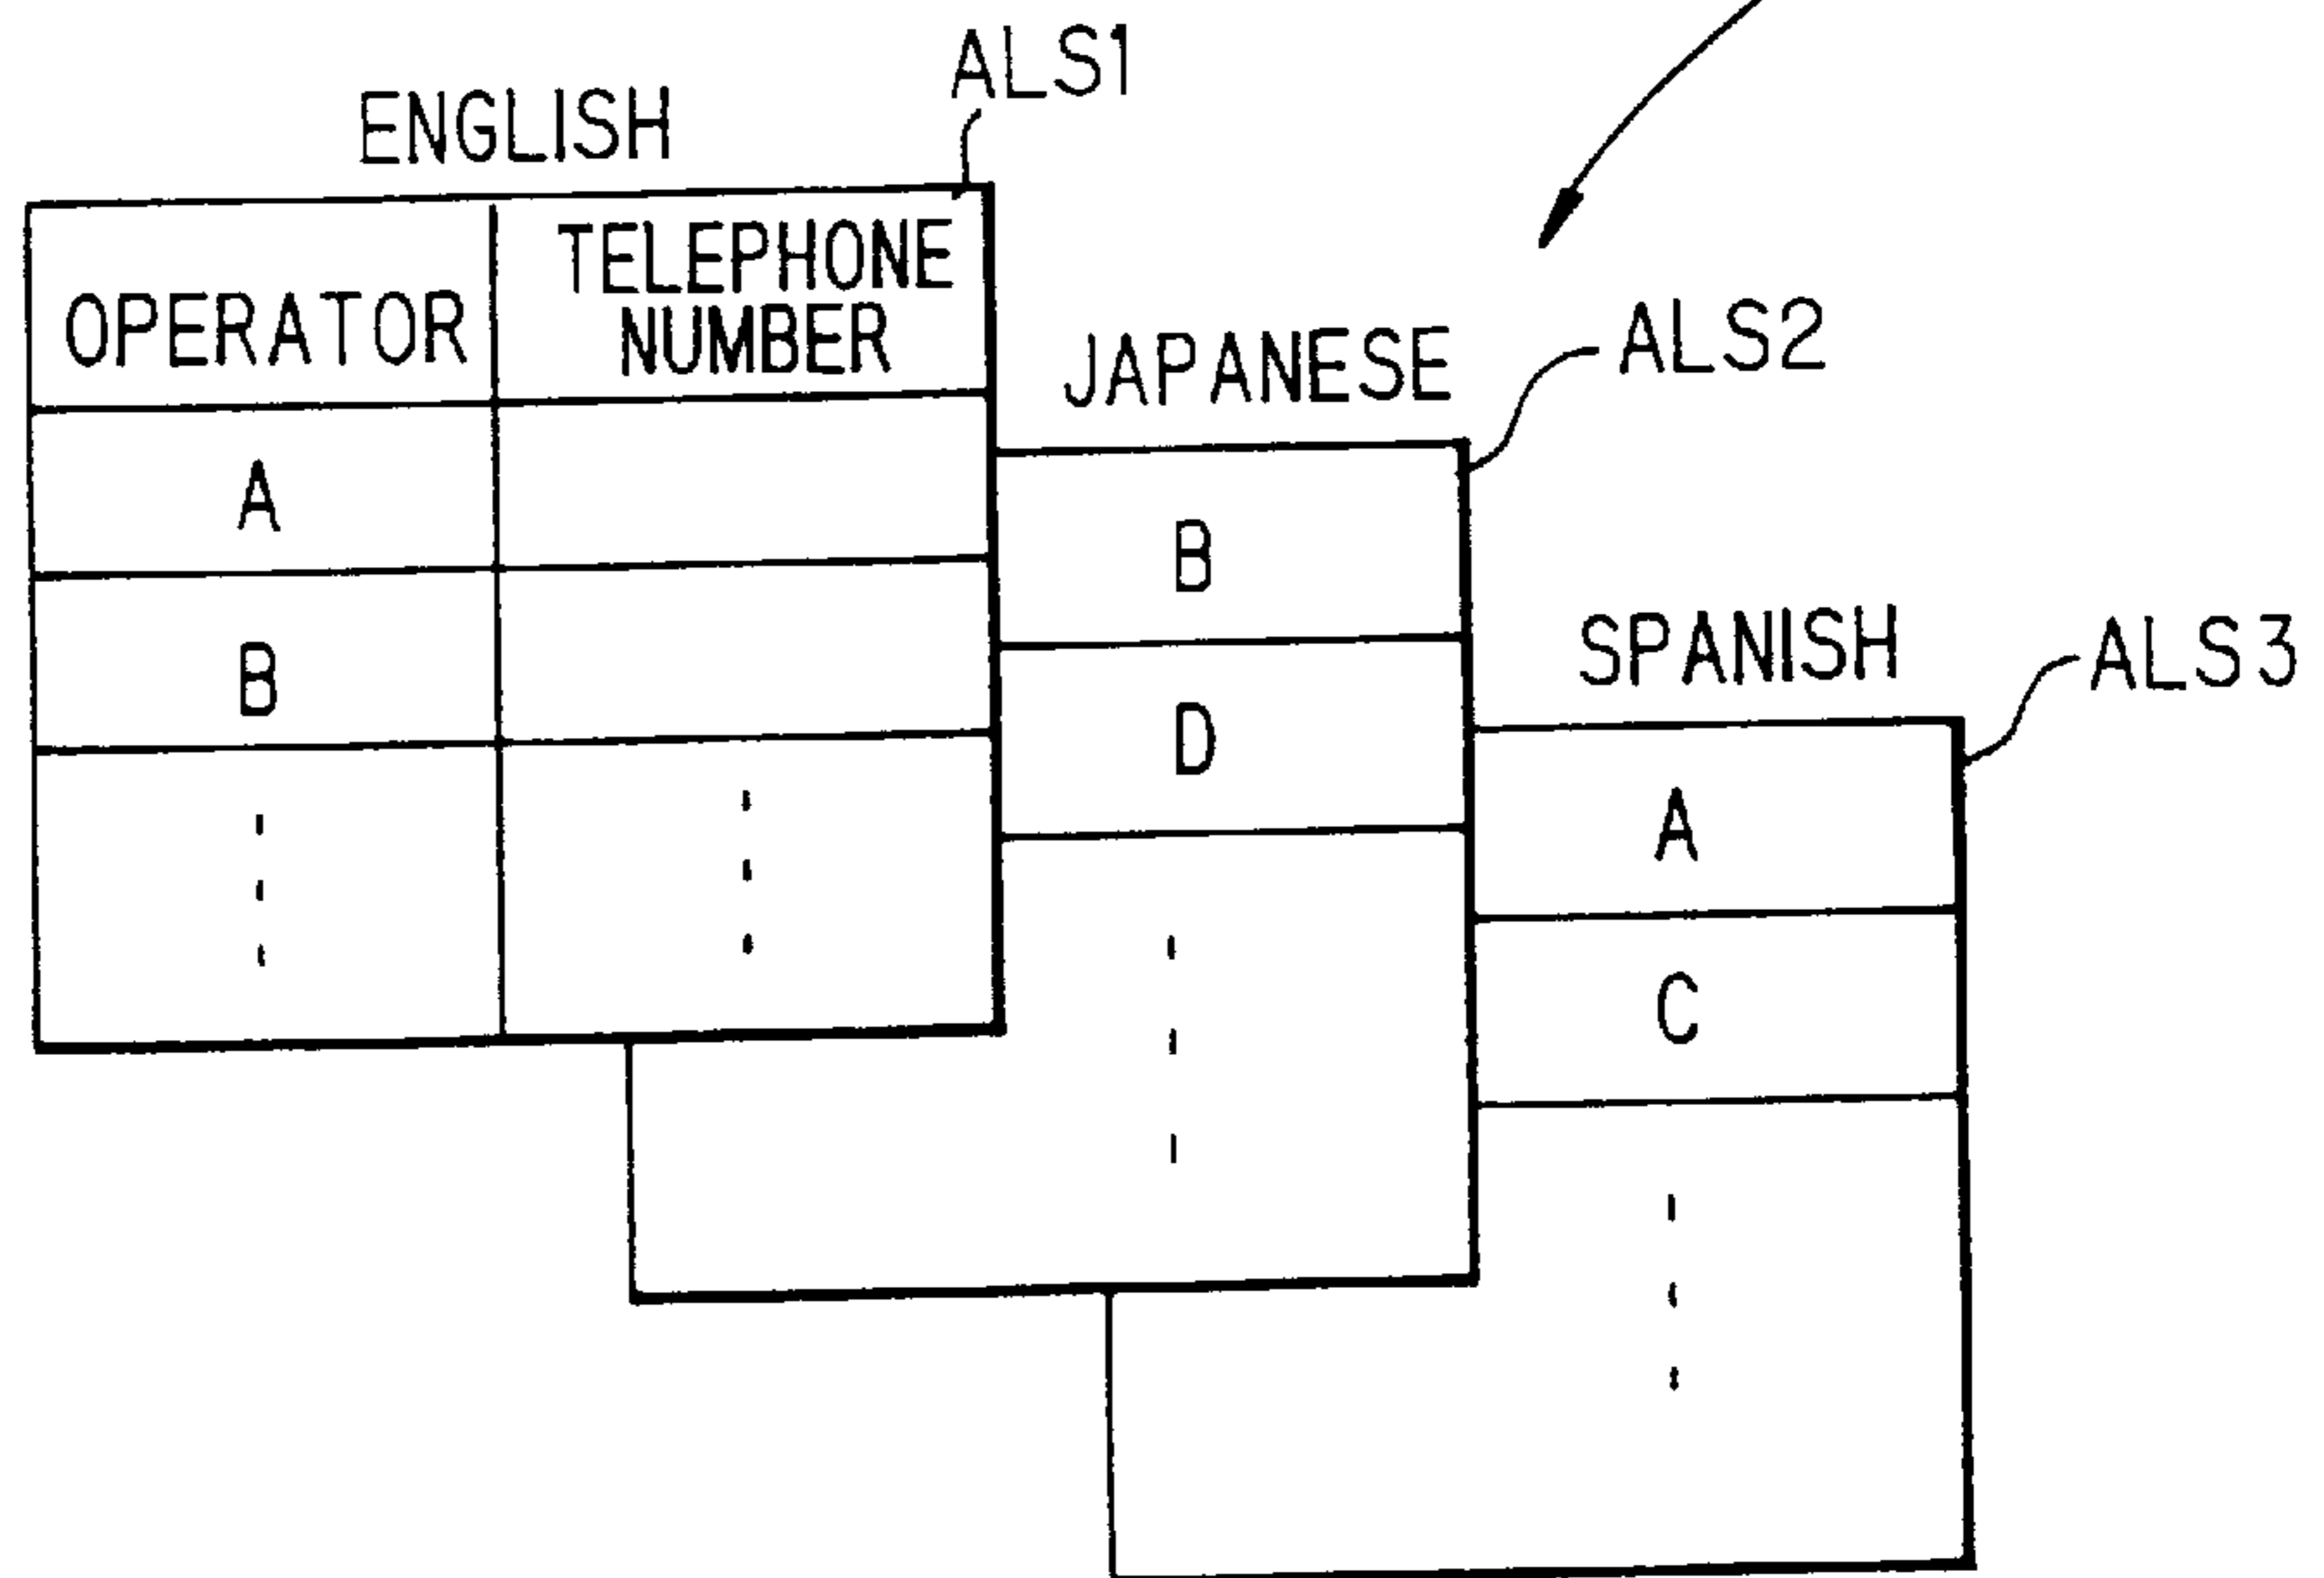 ALS1
ENGLISH
OPERATOR
TELEPHONE
NUMBER
A
B
JAPANESE
ALS2
B
D
SPANISH
ALS3
A
C